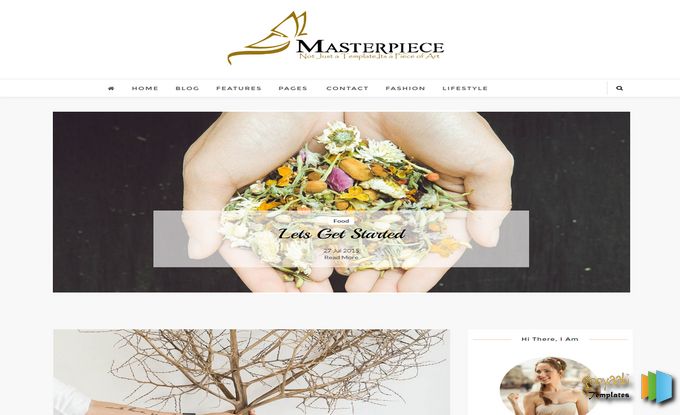 MASTERPIECE
Not Just a Template,Its a Piece of Art
HOME BLOG FEATURES PAGES CONTACT FASHION LIFESTYLE
Food
Lets Get Started
27 Jul 2015
Read More
Hi There, I Am
Templates